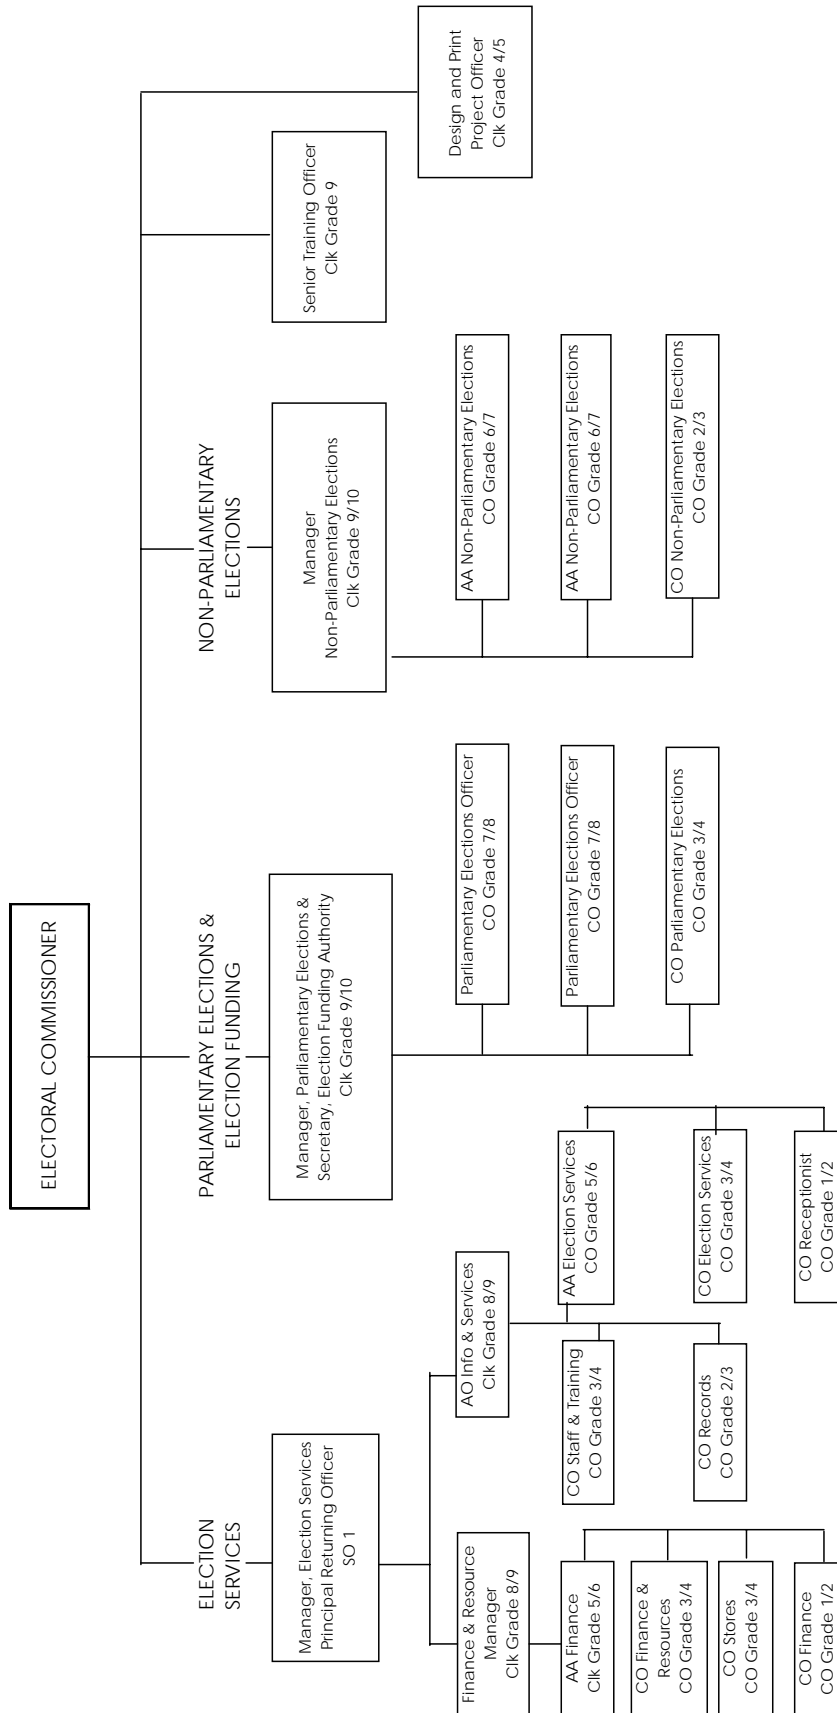 ELECTORAL COMMISSIONER
ELECTION
SERVICES
Manager, Election Services
Principal Returning Officer
SO 1
Finance & Resource
Manager
Clk Grade 8/9
AA Finance
Clk Grade 5/6
CO Finance &
Resources
CO Grade 3/4
CO Stores
CO Grade 3/4
CO Finance
CO Grade 1/2
AO Info & Services
Clk Grade 8/9
CO Staff & Training
CO Grade 3/4
CO Records
CO Grade 2/3
AA Election Services
CO Grade 5/6
CO Election Services
CO Grade 3/4
CO Receptionist
CO Grade 1/2
PARLIAMENTARY ELECTIONS &
ELECTION FUNDING
Manager, Parliamentary Elections &
Secretary, Election Funding Authority
Clk Grade 9/10
Parliamentary Elections Officer
CO Grade 7/8
Parliamentary Elections Officer
CO Grade 7/8
CO Parliamentary Elections
CO Grade 3/4
NON-PARLIAMENTARY
ELECTIONS
Manager
Non-Parliamentary Elections
Clk Grade 9/10
AA Non-Parliamentary Elections
CO Grade 6/7
AA Non-Parliamentary Elections
CO Grade 6/7
CO Non-Parliamentary Elections
CO Grade 2/3
Senior Training Officer
Clk Grade 9
Design and Print
Project Officer
Clk Grade 4/5